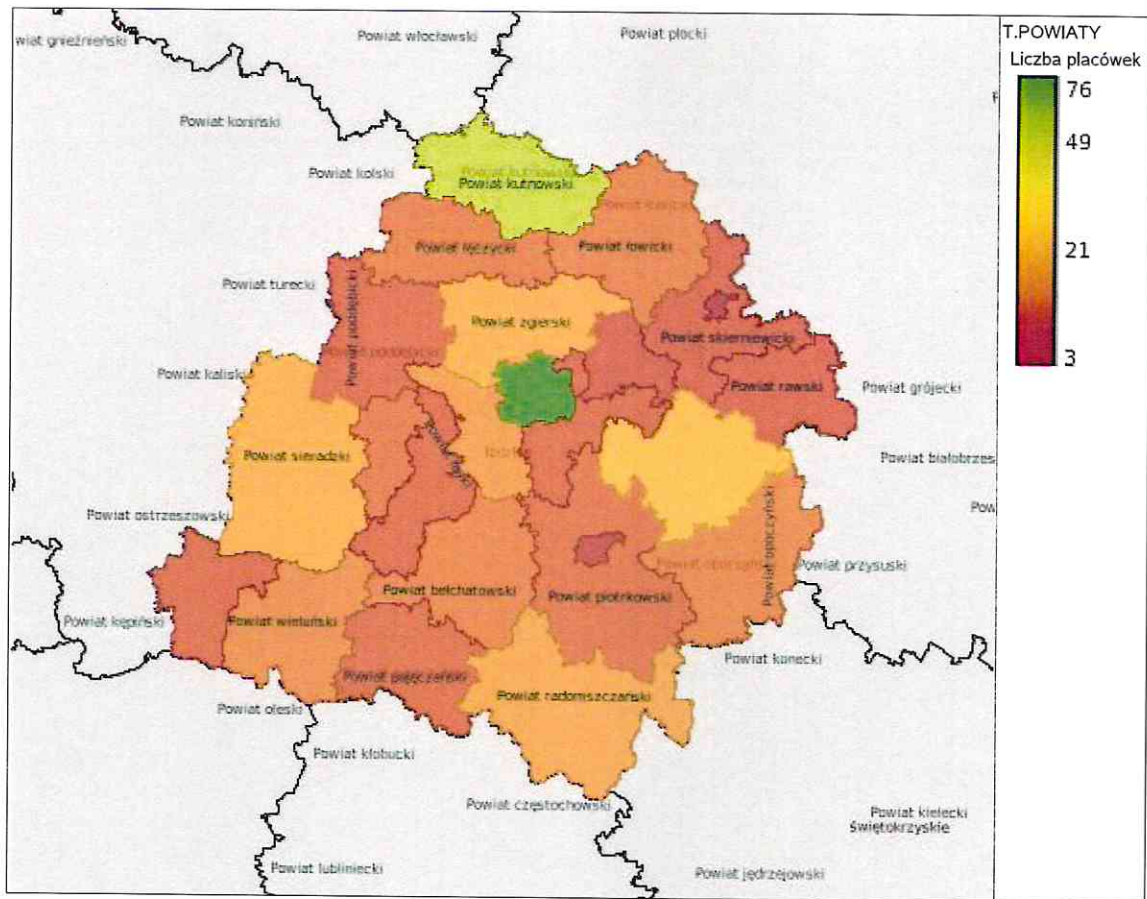 T.POWIATY
Liczba placówek
76
49
21
3
wiat gnieźnieński
Powiat włocławski
Powiat płocki
Powiat koniński
Powiat kolski
Powiat kutnowski
Powiat łęczycki
Powiat łowicki
Powiat turecki
Powiat poddębicki
Powiat poddębicki
Powiat zgierski
Powiat skierniewicki
Powiat kaliski
Powiat rawski
Powiat grójecki
Powiat sieradzki
Powiat łaski
Powiat białobrzes
Pow
Powiat ostrzeszowski
Powiat opoczyński
Powiat przysuski
Powiat bełchatowski
Powiat piotrkowski
Powiat kępiński
Powiat wieluński
Powiat konecki
Powiat pajęczański
Powiat radomszczański
Powiat oleski
Powiat kłobucki
Powiat częstochowski
Powiat kielecki
Świętokrzyskie
Powiat lubliniecki
Powiat jędrzejowski